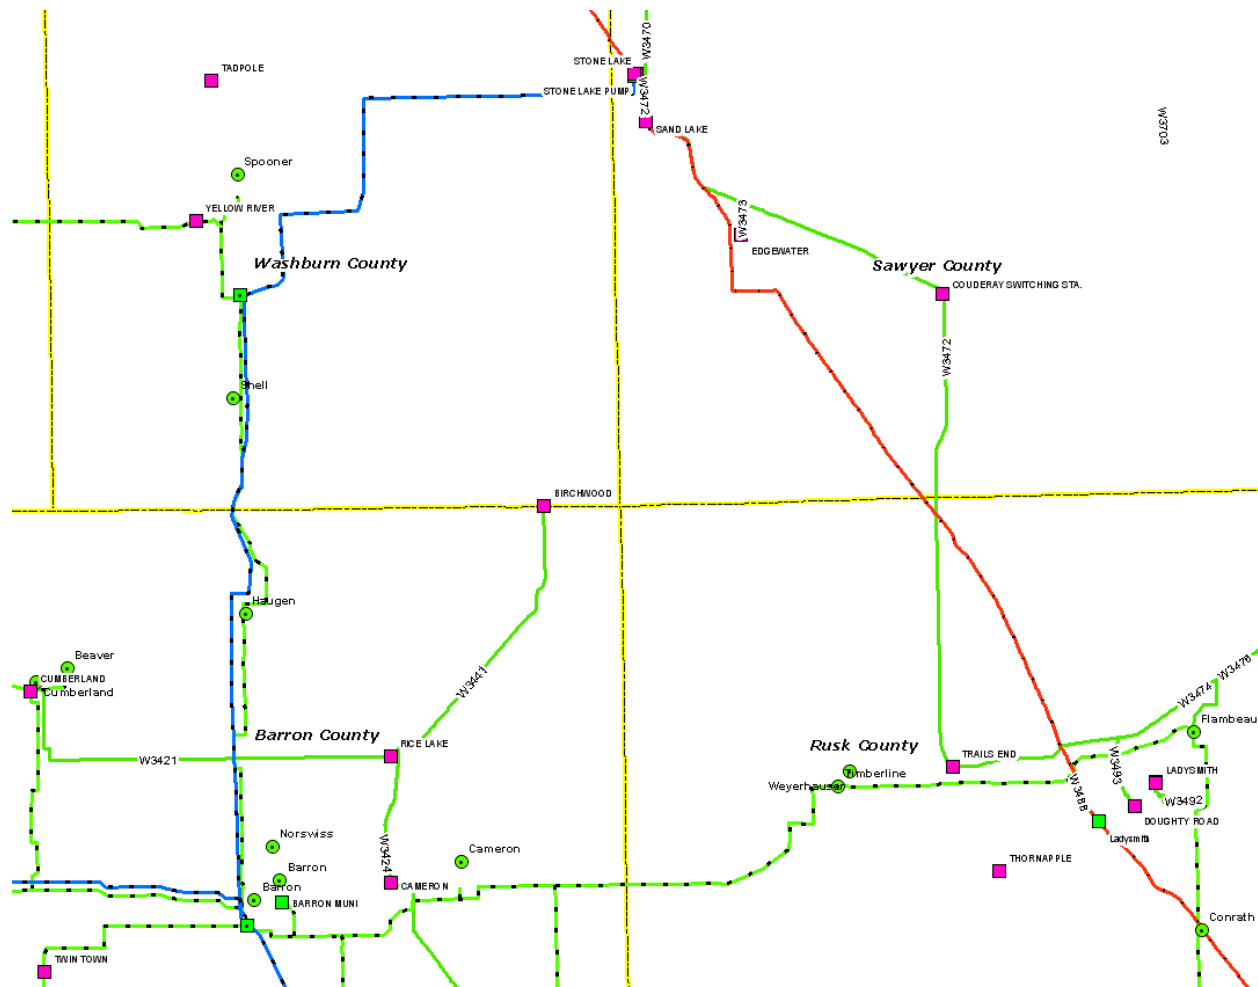 W3470
STONE LAKE
TADPOLE
STONE LAKE PUMP
W3472
W3703
SAND LAKE
Spooner
YELLOW RIVER
W3473
EDGEWATER
Washburn County
Sawyer County
COUDERAY SWITCHING STA.
W3472
Shell
BIRCHWOOD
Haugen
Beaver
CUMBERLAND
Cumberland
W3441
W3474
W3476
Flambeau
Barron County
RICE LAKE
Rusk County
TRAILS END
W3421
Timberline
Weyerhauser
W3493
LADYSMITH
W3488
W3492
DOUGHTY ROAD
Norswiss
Ladysmith
Cameron
W3424
THORNAPPLE
Barron
CAMERON
Barron
BARRON MUNI
Conrath
TWIN TOWN